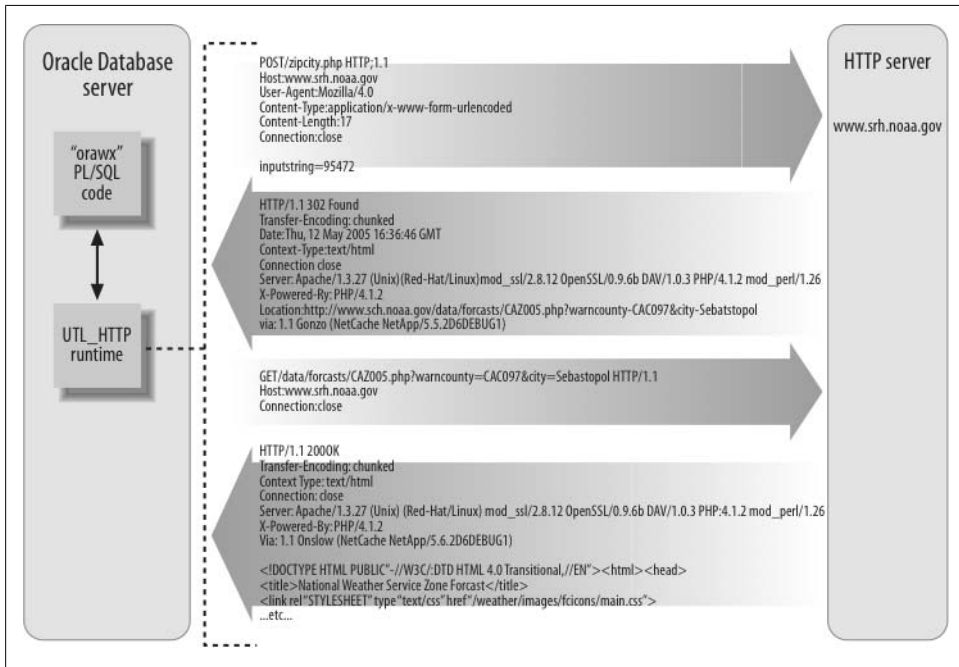 Oracle Database
server
"orawx"
PL/SQL
code
UTL_HTTP
runtime
POST/zipcity.php HTTP;1.1
Host:www.srh.noaa.gov
User-Agent:Mozilla/4.0
Content-Type:application/x-www-form-urlencoded
Content-Length:17
Connection:close
inputstring=95472
HTTP/1.1 302 Found
Transfer-Encoding: chunked
Date:Thu, 12 May 2005 16:36:46 GMT
Context-Type:text/html
Connection close
Server: Apache/1.3.27 (Unix)(Red-Hat/Linux)mod_ssl/2.8.12 OpenSSL/0.9.6b DAV/1.0.3 PHP/4.1.2 mod_perl/1.26
X-Powered-Ry: PHP/4.1.2
Location:http://www.sch.noaa.gov/data/forcasts/CAZ005.php?warncounty-CAC097&city-Sebatstopol
via: 1.1 Gonzo (NetCache NetApp/5.5.2D6DEBUG1)
GET/data/forcasts/CAZ005.php?warncounty=CAC097&city=Sebastopol HTTP/1.1
Host:www.srh.noaa.gov
Connection:close
HTTP/1.1 200OK
Transfer-Encoding: chunked
Context Type: text/html
Connection: close
Server: Apache/1.3.27 (Unix) (Red-Hat/Linux) mod_ssl/2.8.12 OpenSSL/0.9.6b DAV/1.0.3 PHP:4.1.2 mod_perl/1.26
X-Powered-By: PHP/4.1.2
Via: 1.1 Onslow (NetCache NetApp/5.6.2D6DEBUG1)
<!DOCTYPE HTML PUBLIC"-//W3C/:DTD HTML 4.0 Transitional,//EN"><html><head>
<title>National Weather Service Zone Forcast</title>
<link rel"STYLESHEET" type"text/css" href"/weather/images/fcicons/main.css">
...etc...
HTTP server
www.srh.noaa.gov